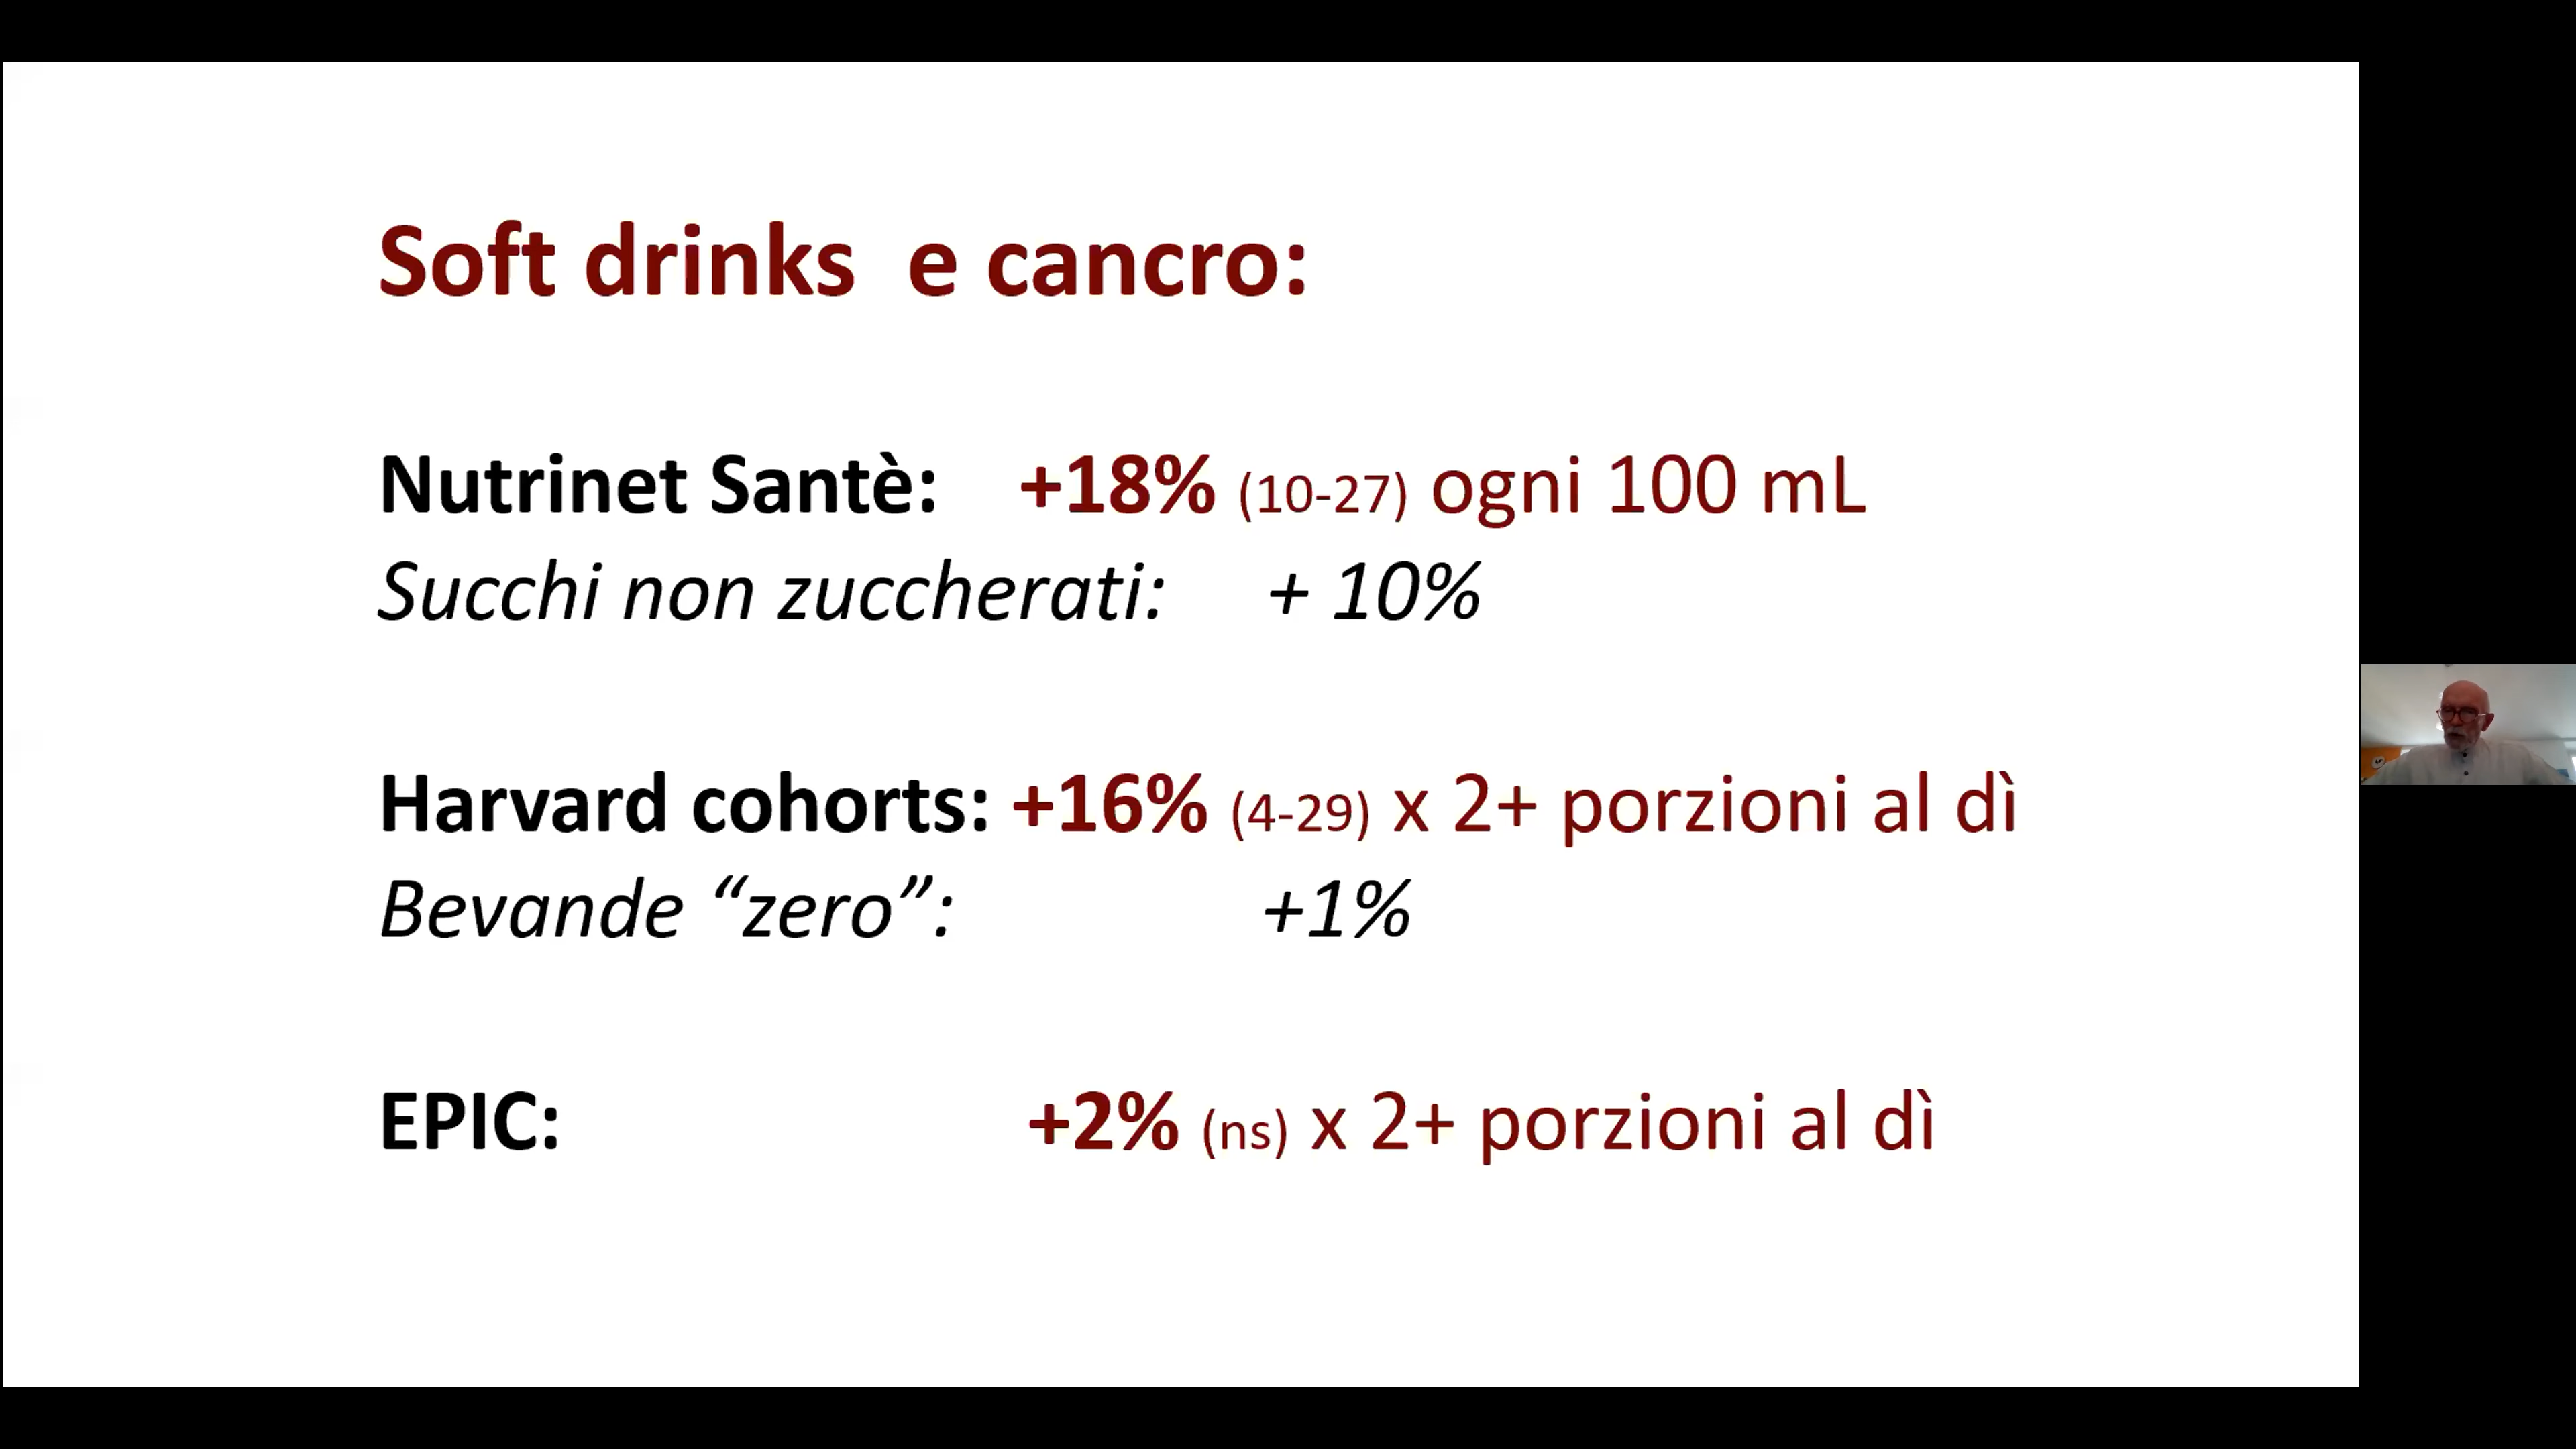 Soft drinks e cancro:
Nutrinet Santè: +18% (10-27) ogni 100 mL
Succhi non zuccherati: + 10%
Harvard cohorts: +16% (4-29) x 2+ porzioni al dì
Bevande “zero”: +1%
EPIC: +2% (ns) x 2+ porzioni al dì